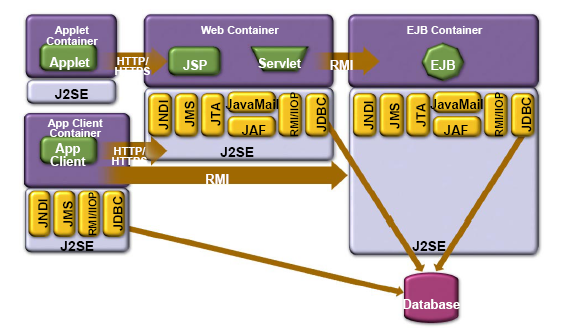 Applet
Container
Applet
J2SE
HTTP/
HTTPS
Web Container
JSP
Servlet
RMI
EJB Container
EJB
JNDI
JMS
JTA
JavaMail
JAF
RMI/IIOP
JDBC
J2SE
JNDI
JMS
JTA
JavaMail
JAF
RMI/IIOP
JDBC
J2SE
App Client
Container
App
Client
HTTP/
HTTPS
RMI
JNDI
JMS
RMI/IIOP
JDBC
J2SE
Database